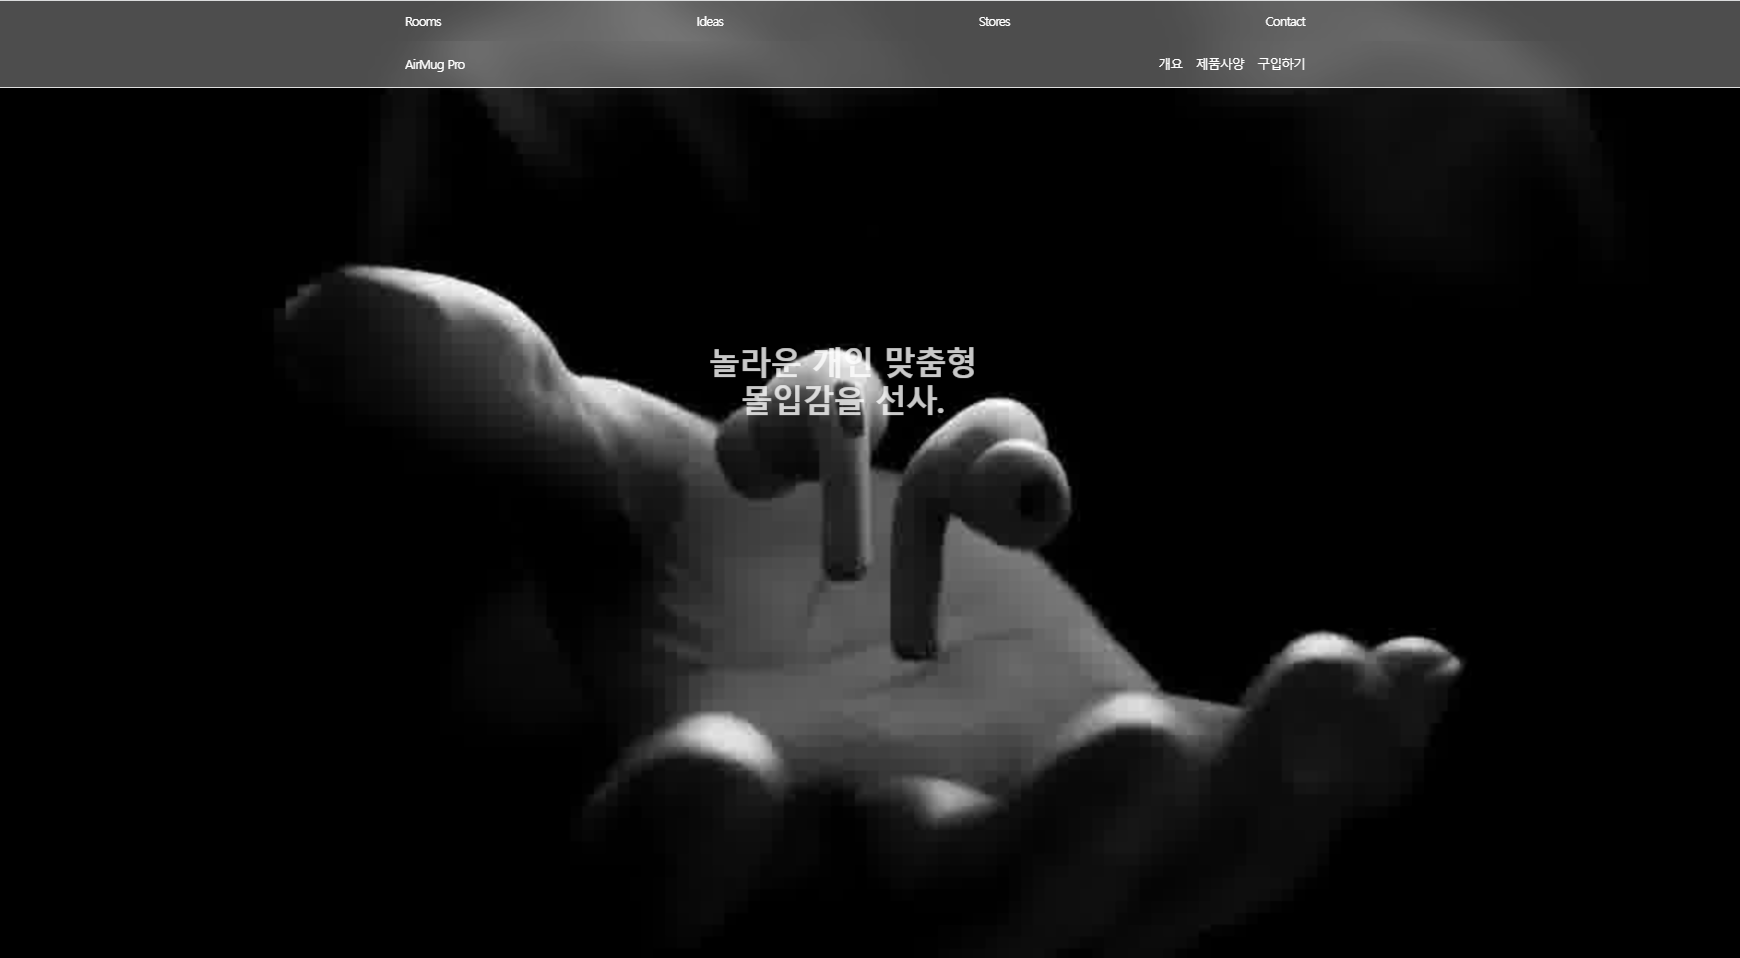 Rooms Ideas Stores Contact
AirMug Pro 개요 제품사양 구입하기
놀라운 개인 맞춤형
몰입감을 선사.